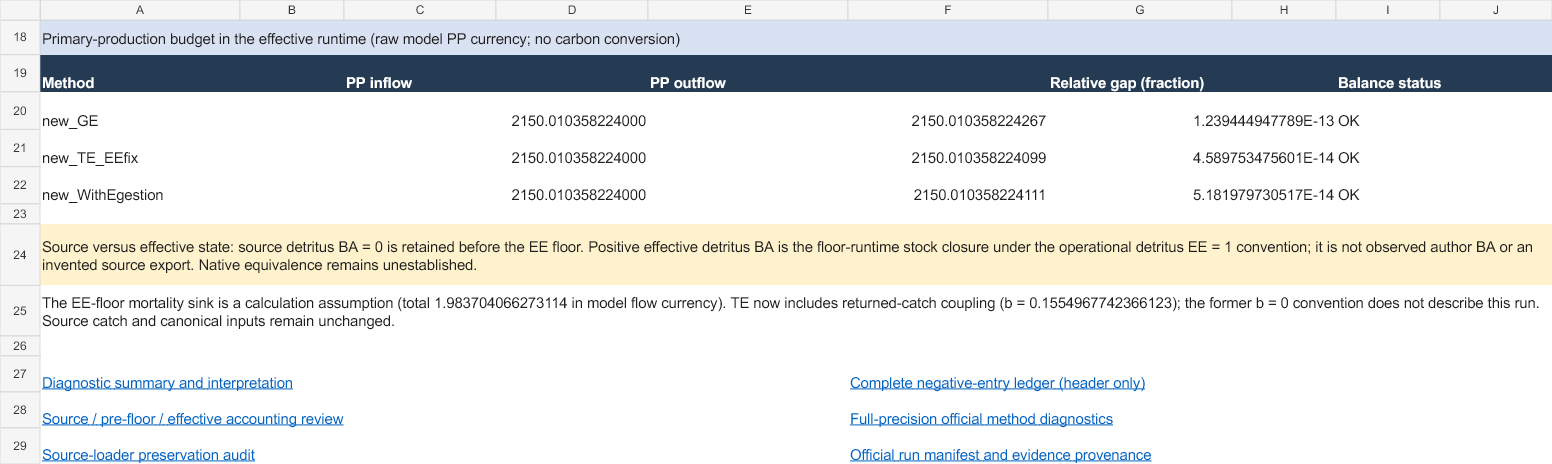 A B C D E F G H I J
18 Primary-production budget in the effective runtime (raw model PP currency; no carbon conversion)
19 Method PP inflow PP outflow Relative gap (fraction) Balance status
20 new_GE 2150.010358224000 2150.010358224267 1.239444947789E-13 OK
21 new_TE_EEfix 2150.010358224000 2150.010358224099 4.589753475601E-14 OK
22 new_WithEgestion 2150.010358224000 2150.010358224111 5.181979730517E-14 OK
23
24 Source versus effective state: source detritus BA = 0 is retained before the EE floor. Positive effective detritus BA is the floor-runtime stock closure under the operational detritus EE = 1 convention; it is not observed author BA or an
invented source export. Native equivalence remains unestablished.
25 The EE-floor mortality sink is a calculation assumption (total 1.983704066273114 in model flow currency). TE now includes returned-catch coupling (b = 0.1554967742366123); the former b = 0 convention does not describe this run.
Source catch and canonical inputs remain unchanged.
26
27 Diagnostic summary and interpretation Complete negative-entry ledger (header only)
28 Source / pre-floor / effective accounting review Full-precision official method diagnostics
29 Source-loader preservation audit Official run manifest and evidence provenance